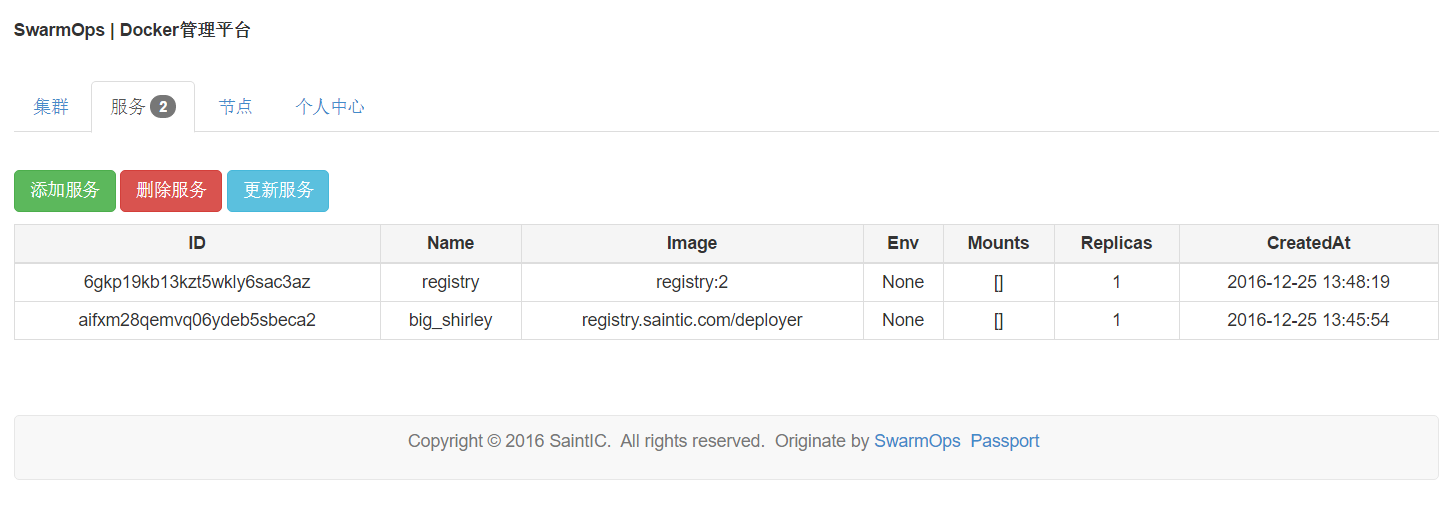 SwarmOps | Docker管理平台
集群 服务 2 节点 个人中心
添加服务 删除服务 更新服务
ID Name Image Env Mounts Replicas CreatedAt
6gkp19kb13kzt5wkly6sac3az registry registry:2 None [] 1 2016-12-25 13:48:19
aifxm28qemvq06ydeb5sbeca2 big_shirley registry.saintic.com/deployer None [] 1 2016-12-25 13:45:54
Copyright © 2016 SaintIC. All rights reserved. Originate by SwarmOps Passport